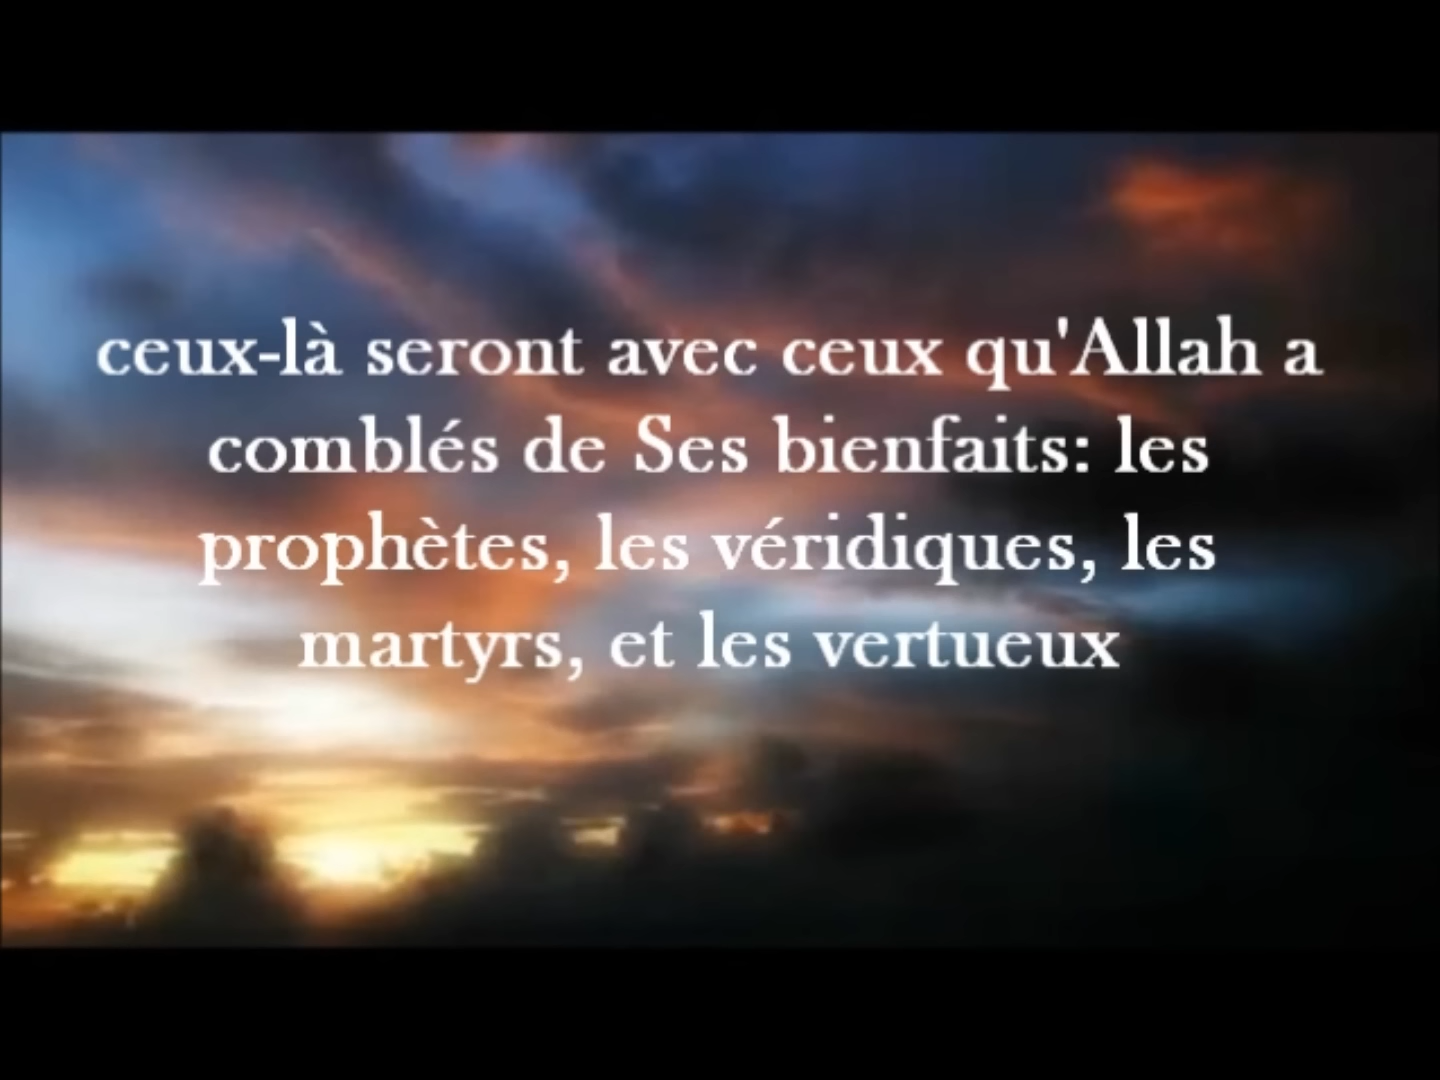 ceux-là seront avec ceux qu'Allah a
comblés de Ses bienfaits: les
prophètes, les véridiques, les
martyrs, et les vertueux